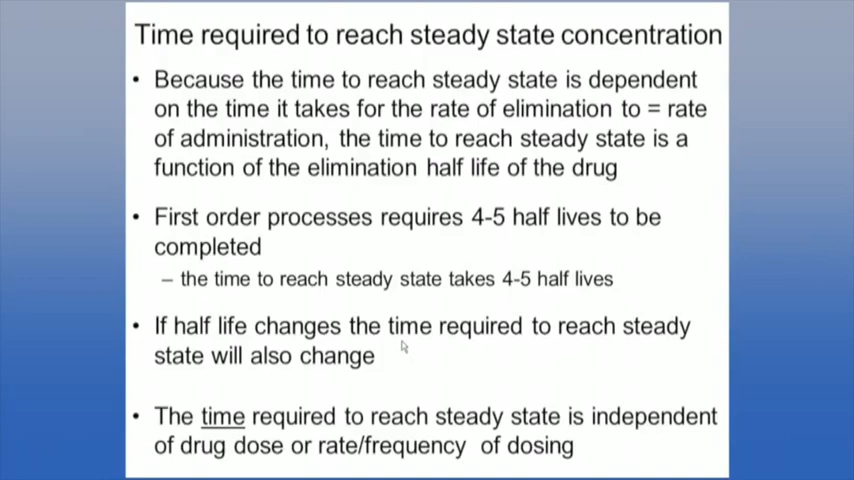 Time required to reach steady state concentration
• Because the time to reach steady state is dependent
on the time it takes for the rate of elimination to = rate
of administration, the time to reach steady state is a
function of the elimination half life of the drug
• First order processes requires 4-5 half lives to be
completed
– the time to reach steady state takes 4-5 half lives
• If half life changes the time required to reach steady
state will also change
• The time required to reach steady state is independent
of drug dose or rate/frequency of dosing